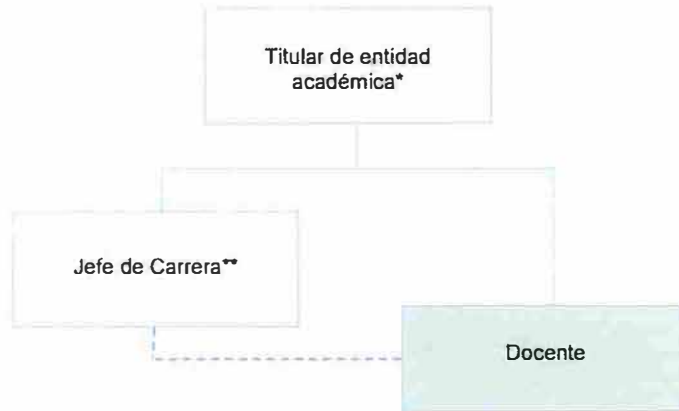 Titular de entidad
académica*
Jefe de Carrera**
Docente